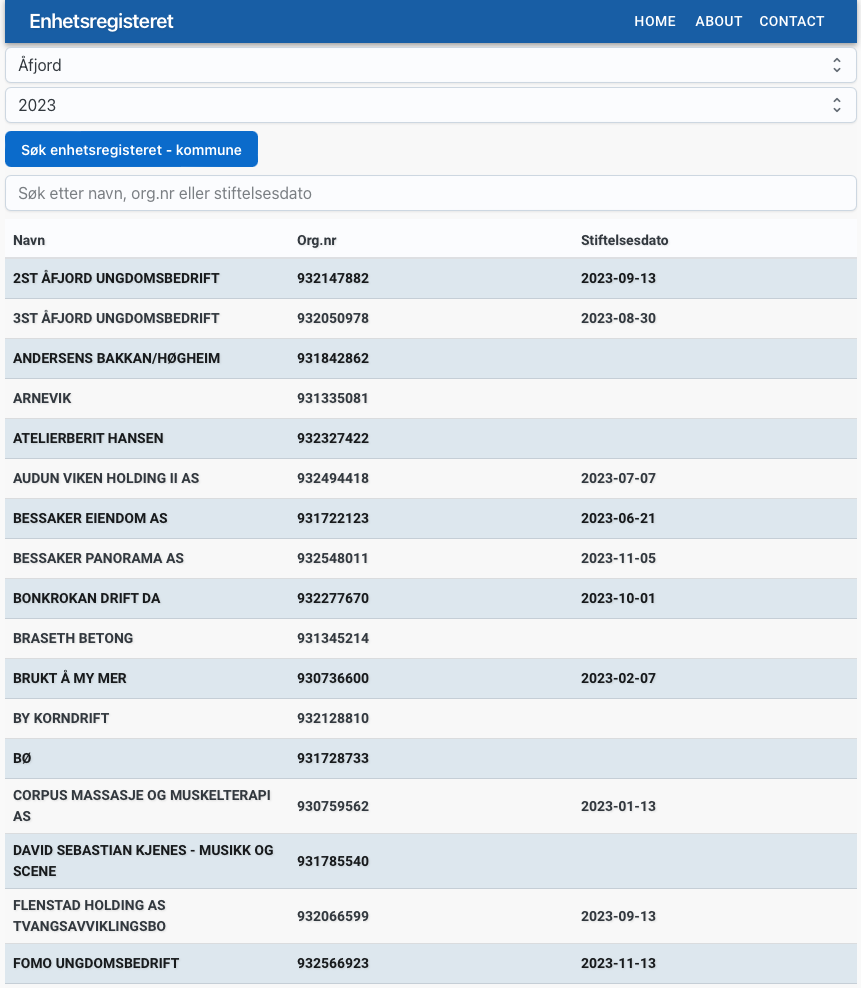 Enhetsregisteret HOME ABOUT CONTACT
Åfjord
2023
Søk enhetsregisteret - kommune
Søk etter navn, org.nr eller stiftelsesdato
Navn Org.nr Stiftelsesdato
2ST ÅFJORD UNGDOMSBEDRIFT 932147882 2023-09-13
3ST ÅFJORD UNGDOMSBEDRIFT 932050978 2023-08-30
ANDERSENS BAKKAN/HØGHEIM 931842862
ARNEVIK 931335081
ATELIERBERIT HANSEN 932327422
AUDUN VIKEN HOLDING II AS 932494418 2023-07-07
BESSAKER EIENDOM AS 931722123 2023-06-21
BESSAKER PANORAMA AS 932548011 2023-11-05
BONKROKAN DRIFT DA 932277670 2023-10-01
BRASETH BETONG 931345214
BRUKT Å MY MER 930736600 2023-02-07
BY KORNDRIFT 932128810
BØ 931728733
CORPUS MASSASJE OG MUSKELTERAPI
AS 930759562 2023-01-13
DAVID SEBASTIAN KJENES - MUSIKK OG
SCENE 931785540
FLENSTAD HOLDING AS
TVANGSAVVIKLINGSBO 932066599 2023-09-13
FOMO UNGDOMSBEDRIFT 932566923 2023-11-13